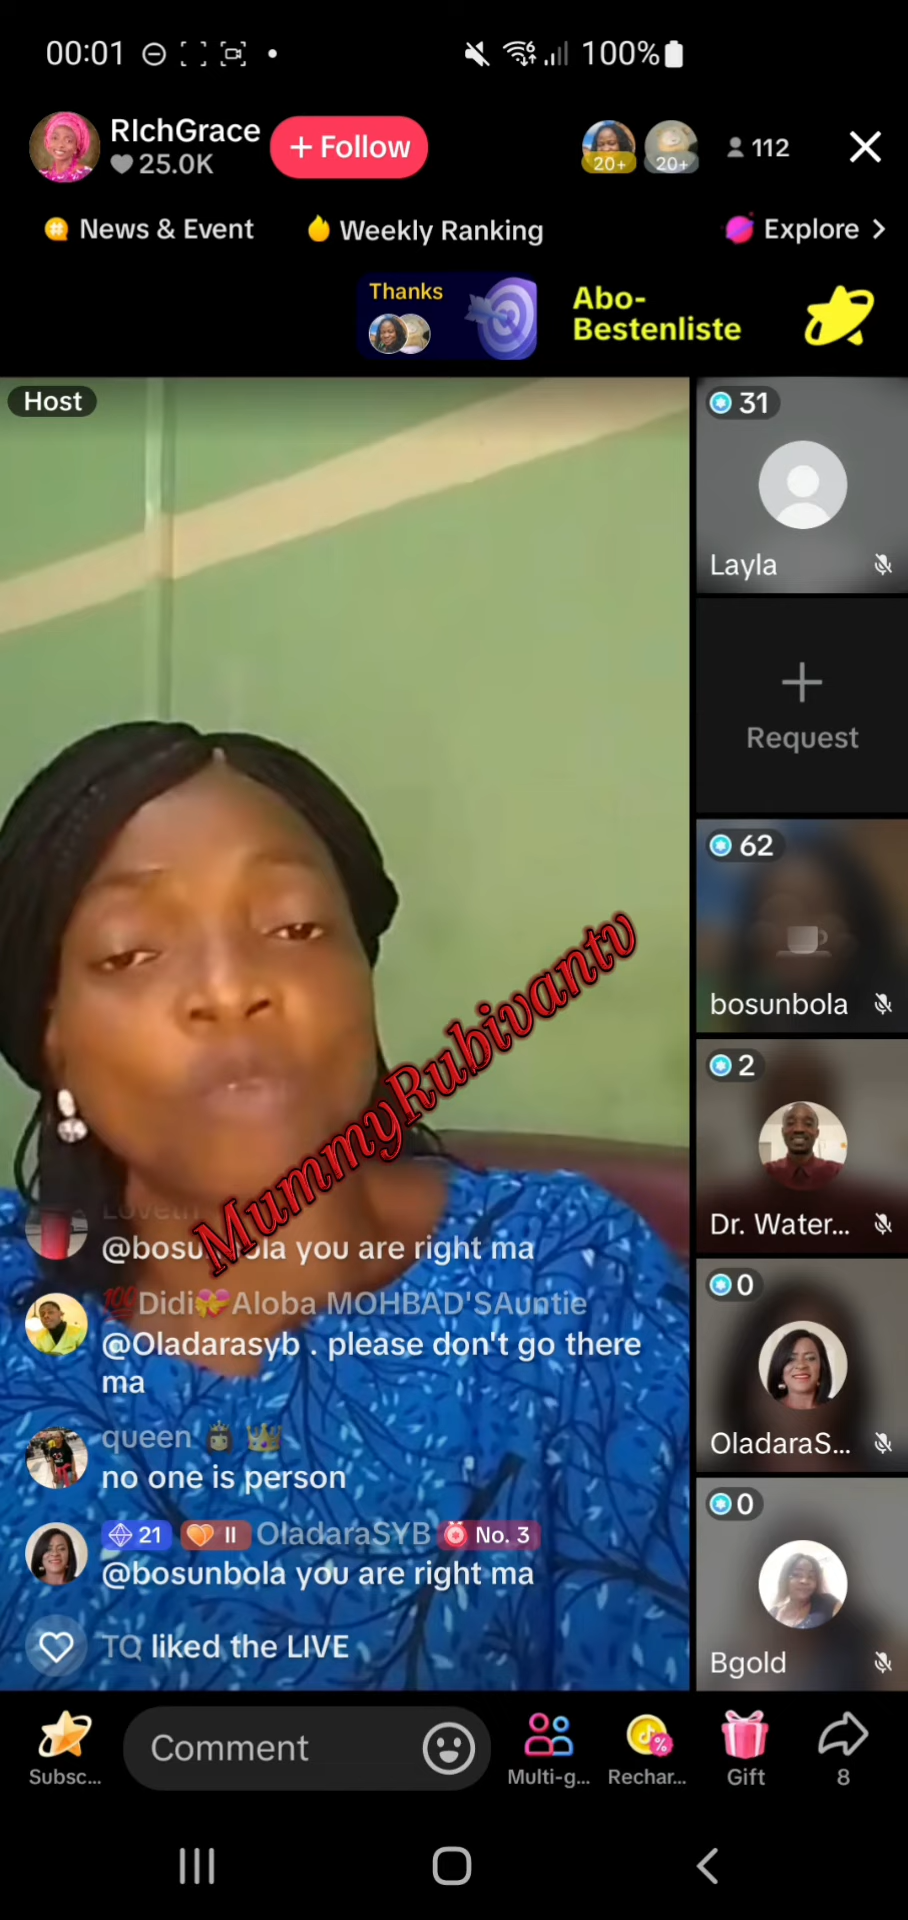 00:01
100%
RIchGrace
25.0K
+ Follow
20+
20+
112
News & Event
Weekly Ranking
Explore >
Thanks
Abo-
Bestenliste
Host
31
Layla
Request
62
bosunbola
2
Dr. Water...
0
OladaraS...
0
Bgold
MummyRubivantv
you are right ma
💯Didi💝Aloba MOHBAD'SAuntie
@Oladarasyb . please don't go there
ma
queen 👸🏿 👑
no one is person
21 II OladaraSYB No. 3
@bosunbola you are right ma
TQ liked the LIVE
Subsc...
Comment
Multi-g...
Rechar...
Gift
8